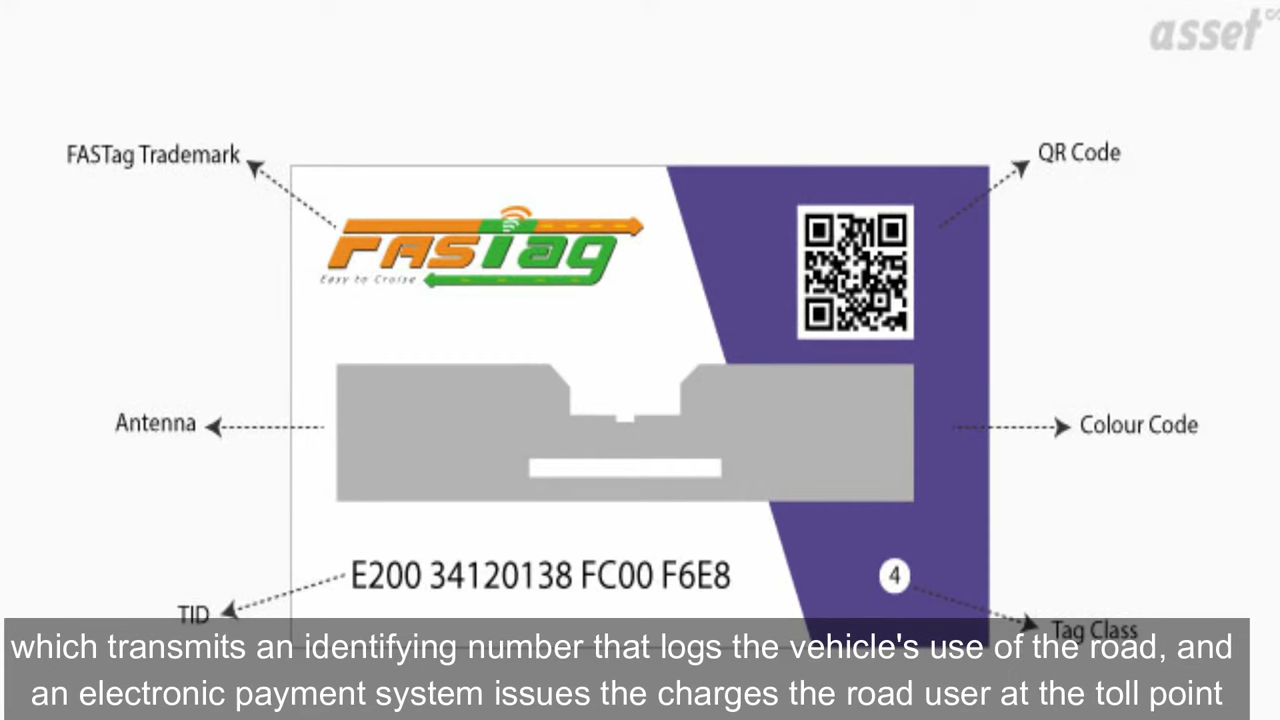 asset
FASTag Trademark
QR Code
FASTag
Easy to Cruise
Antenna
Colour Code
E200 34120138 FC00 F6E8
4
TID
Tag Class
which transmits an identifying number that logs the vehicle's use of the road, and
an electronic payment system issues the charges the road user at the toll point